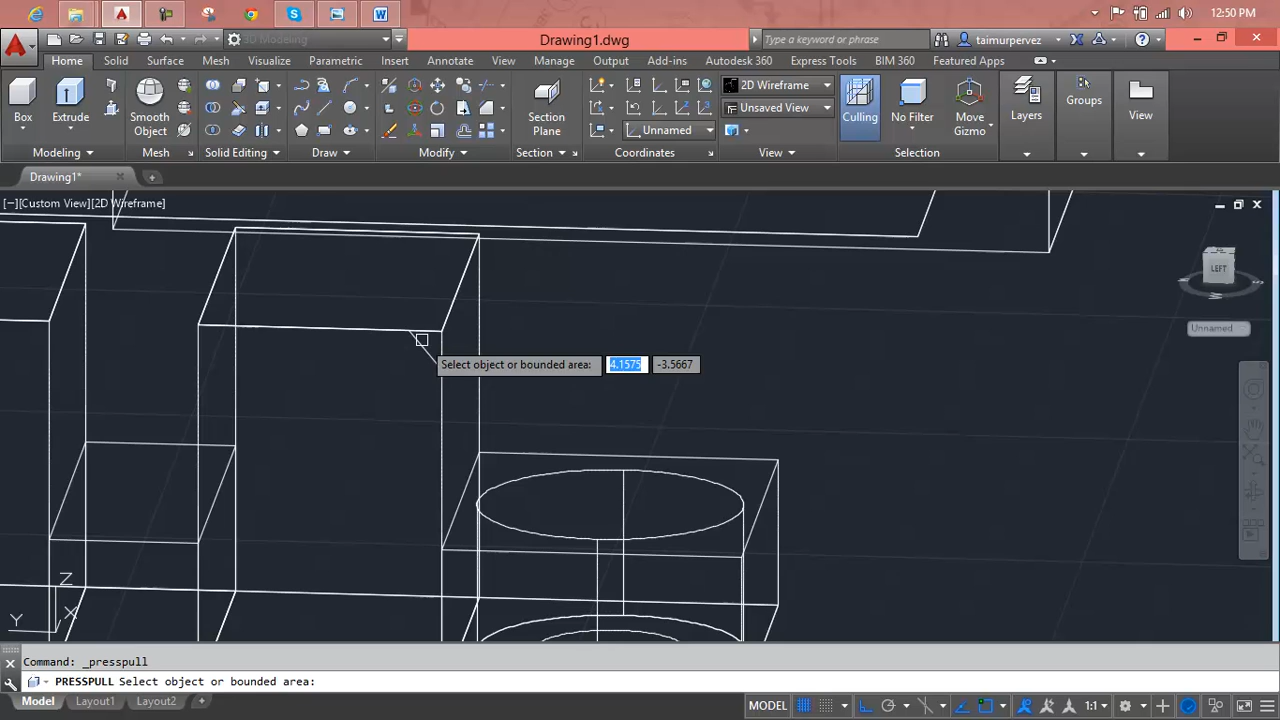 12:50 PM
3D Modeling
Drawing1.dwg
Type a keyword or phrase
taimurpervez
Home Solid Surface Mesh Visualize Parametric Insert Annotate View Manage Output Add-ins Autodesk 360 Express Tools BIM 360 Featured Apps
2D Wireframe
Unsaved View
Unnamed
Box Extrude Smooth Object Section Plane Culling No Filter Move Gizmo Layers Groups View
Modeling Mesh Solid Editing Draw Modify Section Coordinates View Selection
Drawing1*
[−][Custom View][2D Wireframe]
LEFT
Unnamed
Select object or bounded area: 4.1575 -3.5667
Z
Y X
Command: _presspull
PRESSPULL Select object or bounded area:
Model Layout1 Layout2 MODEL 1:1